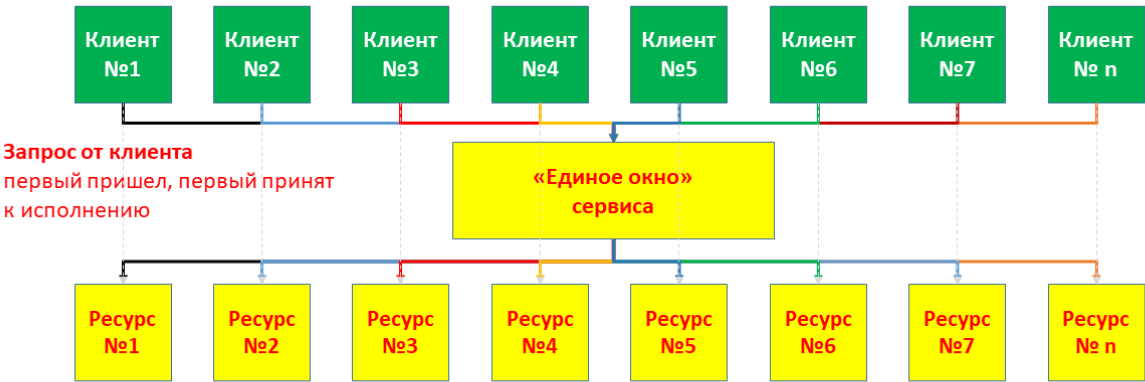 Клиент
№1
Клиент
№2
Клиент
№3
Клиент
№4
Клиент
№5
Клиент
№6
Клиент
№7
Клиент
№ n
Запрос от клиента
первый пришел, первый принят
к исполнению
«Единое окно»
сервиса
Ресурс
№1
Ресурс
№2
Ресурс
№3
Ресурс
№4
Ресурс
№5
Ресурс
№6
Ресурс
№7
Ресурс
№ n